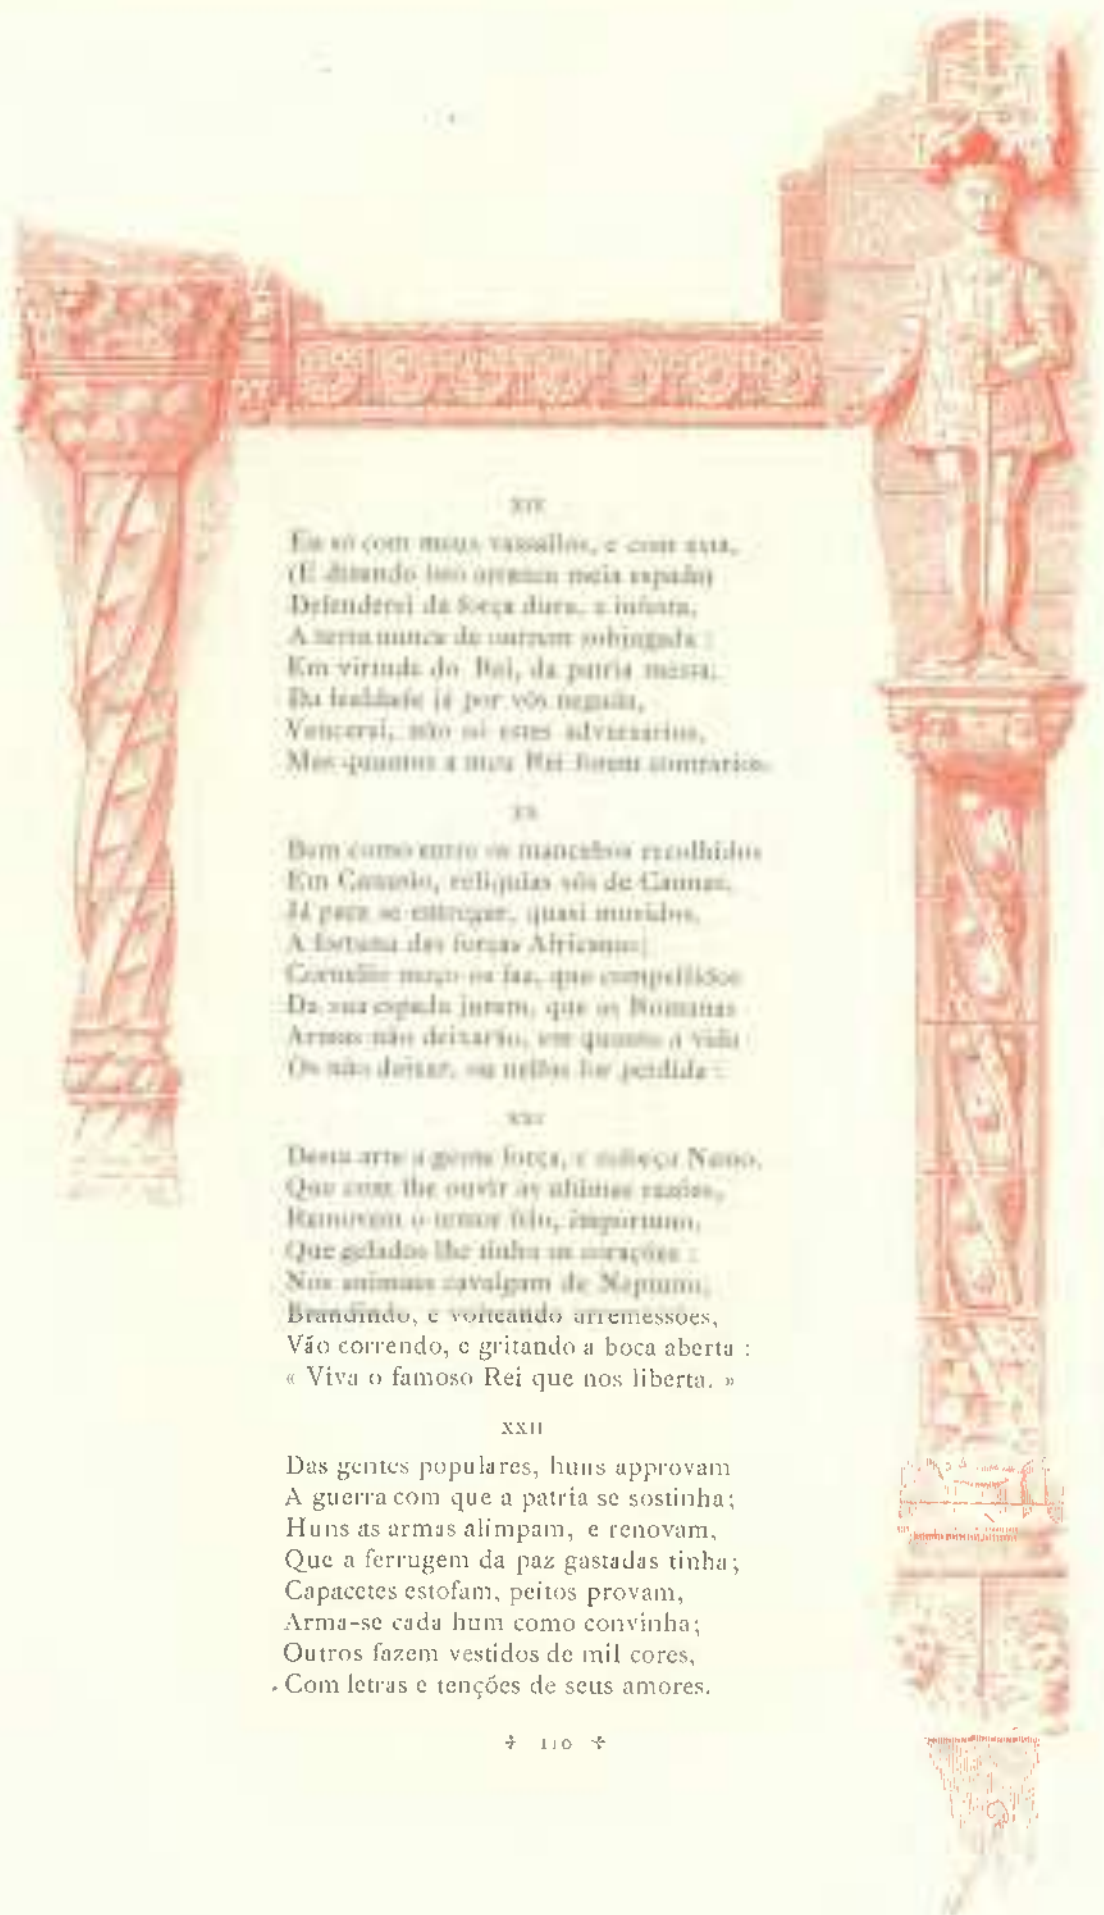 XIX
Eu só com meus vassallos, e com esta,
(E dizendo isto arranca meia espada)
Defenderei da força dura, e infesta,
A terra nunca de outrem subjugada :
Em virtude do Rei, da patria mesta,
Da lealdade já por vós negada,
Vencerei, não só estes adversarios,
Mas quantos a meu Rei forem contrarios.
XX
Bem como entre os mancebos recolhidos
Em Canusio, reliquias sós de Cannas,
Já para se entregar, quasi movidos,
A fortuna das forças Africanas;
Cornelio moço os faz, que compellidos
Da sua espada jurem, que as Romanas
Armas não deixarão, em quanto a vida
Os não deixar, ou nellas for perdida :
XXI
Desta arte a gente força, e esforça Nuno,
Que com lhe ouvir as ultimas razões,
Removem o temor frio, importuno,
Que gelados lhe tinha os corações :
Nos animaes cavalgam de Neptuno,
Brandindo, e volteando arremessões,
Vão correndo, e gritando a boca aberta :
« Viva o famoso Rei que nos liberta. »
XXII
Das gentes populares, huns approvam
A guerra com que a patria se sostinha;
Huns as armas alimpam, e renovam,
Que a ferrugem da paz gastadas tinha;
Capacetes estofam, peitos provam,
Arma-se cada hum como convinha;
Outros fazem vestidos de mil cores,
Com letras e tenções de seus amores.
110